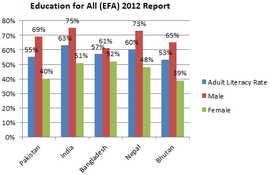 Education for All (EFA) 2012 Report
80%
70%
60%
50%
40%
30%
20%
10%
0%
55%
69%
40%
63%
75%
51%
57%
61%
52%
60%
73%
48%
53%
65%
39%
Pakistan
India
Bangladesh
Nepal
Bhutan
Adult Literacy Rate
Male
Female